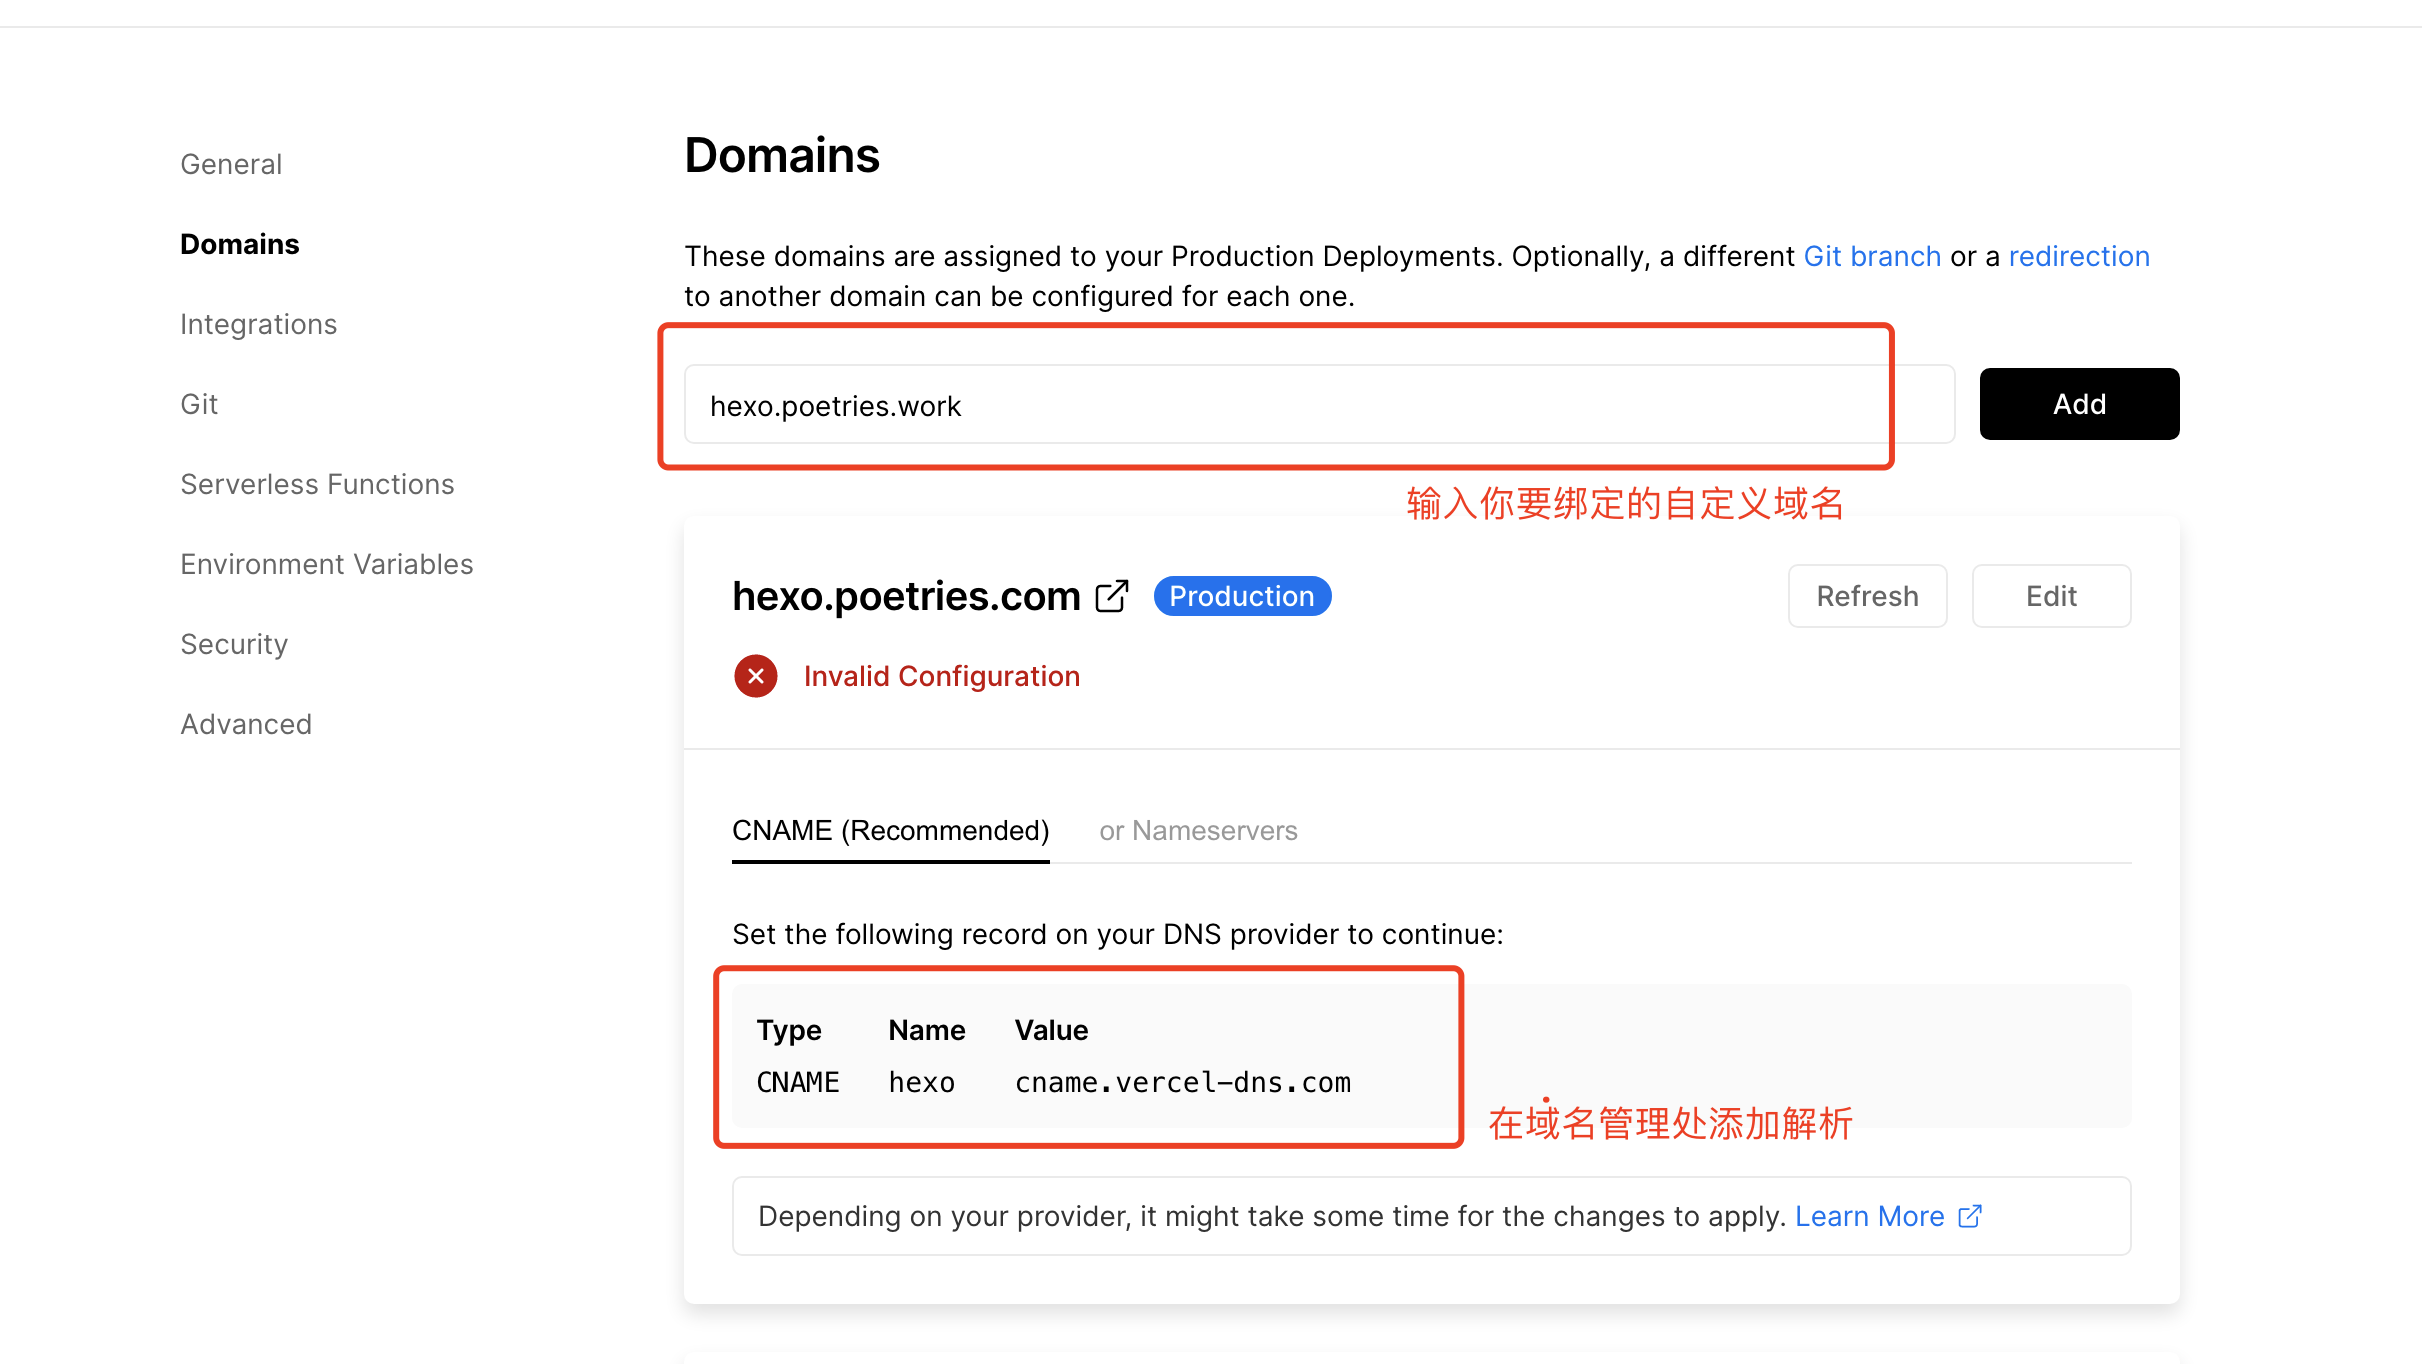 General
Domains
Integrations
Git
Serverless Functions
Environment Variables
Security
Advanced
Domains
These domains are assigned to your Production Deployments. Optionally, a different Git branch or a redirection
to another domain can be configured for each one.
hexo.poetries.work
Add
输入你要绑定的自定义域名
hexo.poetries.com
Production
Refresh
Edit
Invalid Configuration
CNAME (Recommended)
or Nameservers
Set the following record on your DNS provider to continue:
Type Name Value
CNAME hexo cname.vercel-dns.com
在域名管理处添加解析
Depending on your provider, it might take some time for the changes to apply. Learn More